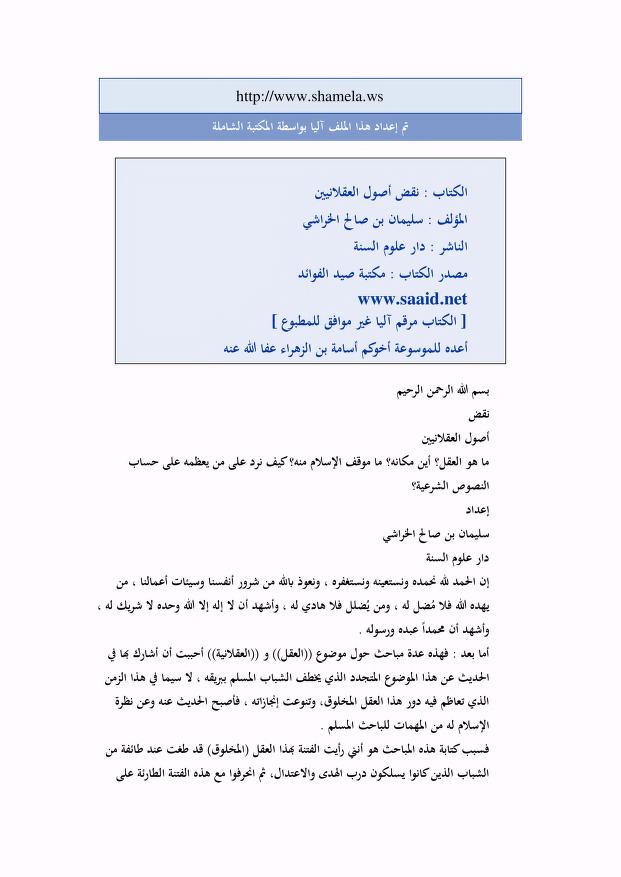 http://www.shamela.ws
تم إعداد هذا الملف آليا بواسطة المكتبة الشاملة
الكتاب : نقض أصول العقلانيين
المؤلف : سليمان بن صالح الخراشي
الناشر : دار علوم السنة
مصدر الكتاب : مكتبة صيد الفوائد
www.saaid.net
[ الكتاب مرقم آليا غير موافق للمطبوع ]
أعده للموسوعة أخوكم أسامة بن الزهراء عفا الله عنه
بسم الله الرحمن الرحيم
نقض
أصول العقلانيين
ما هو العقل؟ أين مكانه؟ ما موقف الإسلام منه؟ كيف نرد على من يعظمه على حساب
النصوص الشرعية؟
إعداد
سليمان بن صالح الخراشي
دار علوم السنة
إن الحمد لله نحمده ونستعينه ونستغفره ، ونعوذ بالله من شرور أنفسنا وسيئات أعمالنا ، من
يهده الله فلا مُضل له ، ومن يُضلل فلا هادي له ، وأشهد أن لا إله إلا الله وحده لا شريك له ،
وأشهد أن محمداً عبده ورسوله .
أما بعد : فهذه عدة مباحث حول موضوع ((العقل)) و ((العقلانية)) أحببت أن أشارك بها في
الحديث عن هذا الموضوع المتجدد الذي يخطف الشباب المسلم ببريقه ، لا سيما في هذا الزمن
الذي تعاظم فيه دور هذا العقل المخلوق، وتنوعت إنجازاته ، فأصبح الحديث عنه وعن نظرة
الإسلام له من المهمات للباحث المسلم .
فسبب كتابة هذه المباحث هو أنني رأيت الفتنة بهذا العقل (المخلوق) قد طغت عند طائفة من
الشباب الذين كانوا يسلكون درب الهدى والاعتدال، ثم انحرفوا مع هذه الفتنة الطارئة على